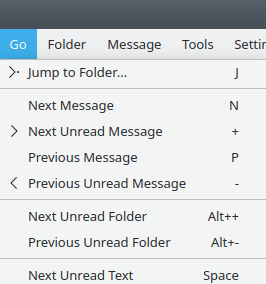 Go Folder Message Tools
Jump to Folder... J
Next Message N
Next Unread Message +
Previous Message P
Previous Unread Message -
Next Unread Folder Alt++
Previous Unread Folder Alt+-
Next Unread Text Space